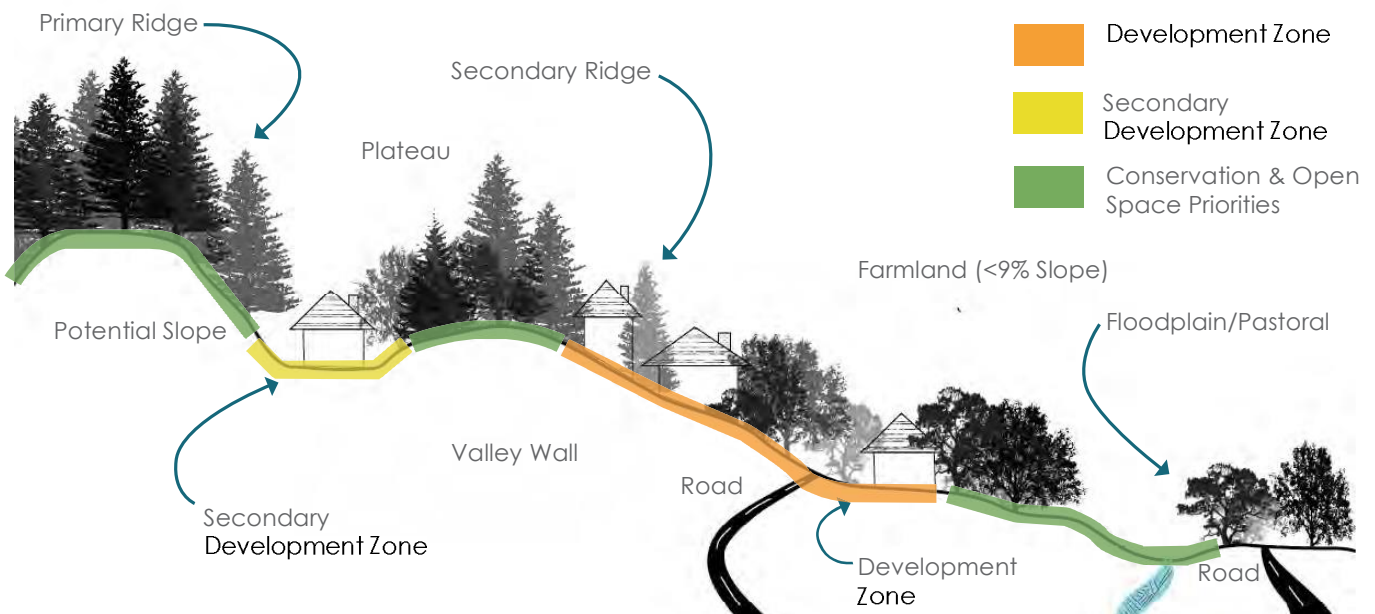 Primary Ridge
Secondary Ridge
Plateau
Development Zone
Secondary
Development Zone
Conservation & Open
Space Priorities
Farmland (<9% Slope)
Floodplain/Pastoral
Potential Slope
Valley Wall
Road
Secondary
Development Zone
Development
Zone
Road